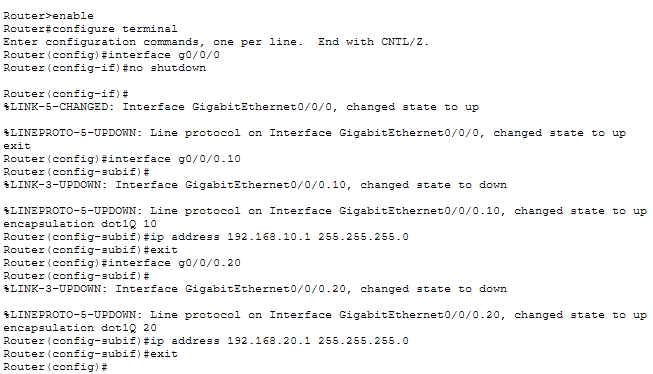 Router>enable
Router#configure terminal
Enter configuration commands, one per line.  End with CNTL/Z.
Router(config)#interface g0/0/0
Router(config-if)#no shutdown
Router(config-if)#
%LINK-5-CHANGED: Interface GigabitEthernet0/0/0, changed state to up
%LINEPROTO-5-UPDOWN: Line protocol on Interface GigabitEthernet0/0/0, changed state to up
exit
Router(config)#interface g0/0/0.10
Router(config-subif)#
%LINK-3-UPDOWN: Interface GigabitEthernet0/0/0.10, changed state to down
%LINEPROTO-5-UPDOWN: Line protocol on Interface GigabitEthernet0/0/0.10, changed state to up
encapsulation dot1Q 10
Router(config-subif)#ip address 192.168.10.1 255.255.255.0
Router(config-subif)#exit
Router(config)#interface g0/0/0.20
Router(config-subif)#
%LINK-3-UPDOWN: Interface GigabitEthernet0/0/0.20, changed state to down
%LINEPROTO-5-UPDOWN: Line protocol on Interface GigabitEthernet0/0/0.20, changed state to up
encapsulation dot1Q 20
Router(config-subif)#ip address 192.168.20.1 255.255.255.0
Router(config-subif)#exit
Router(config)#